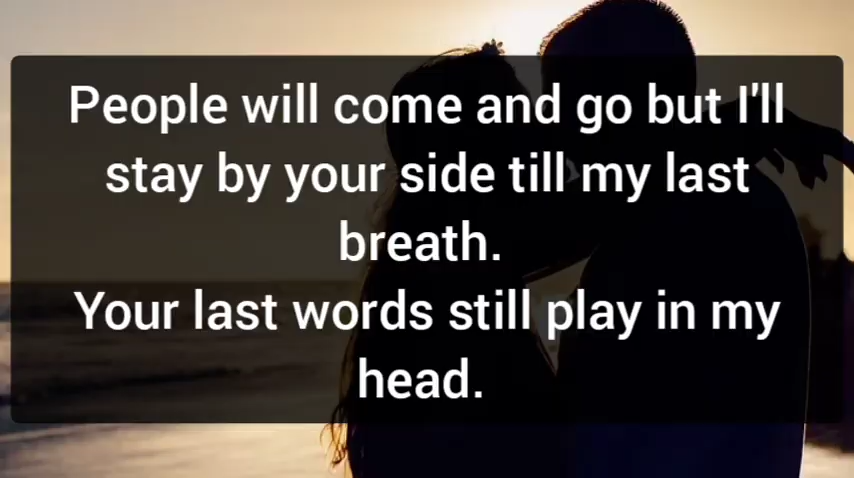 People will come and go but I'll
stay by your side till my last
breath.
Your last words still play in my
head.